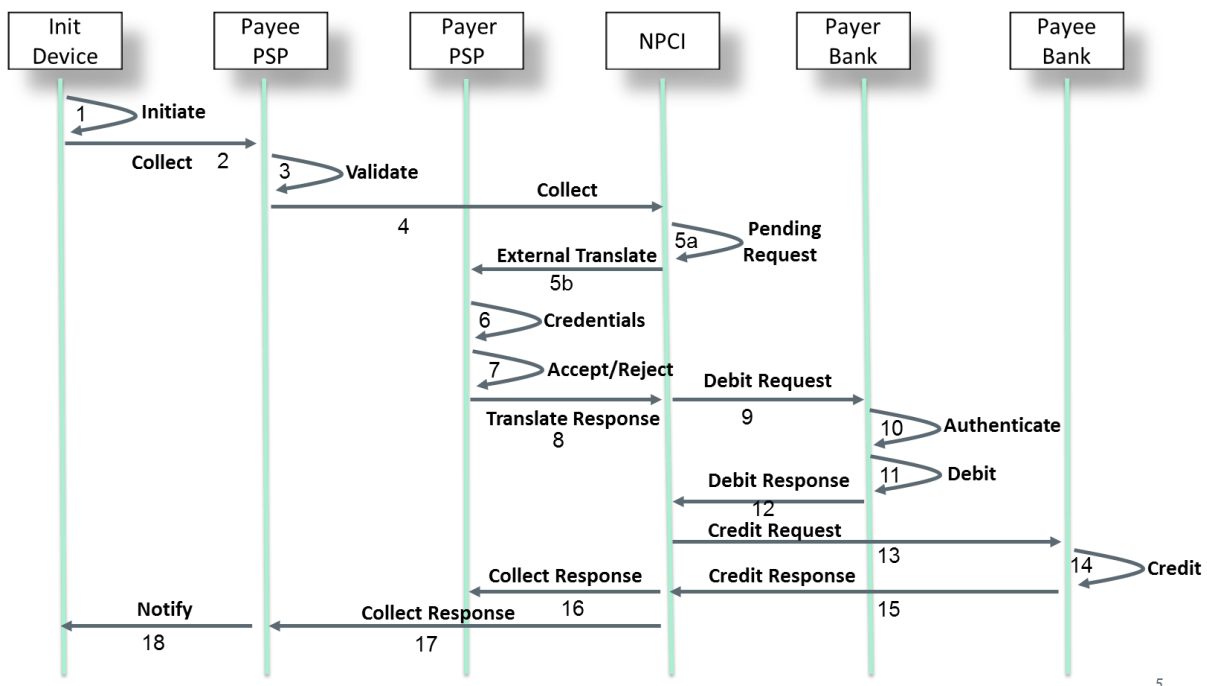 Init
Device
Payee
PSP
Payer
PSP
NPCI
Payer
Bank
Payee
Bank
1 Initiate
Collect 2
3 Validate
Collect
4
5a Pending
Request
External Translate
5b
6 Credentials
7 Accept/Reject
Debit Request
Translate Response
9
8
10 Authenticate
11 Debit
Debit Response
12
Credit Request
13
14 Credit
Collect Response
Credit Response
16
15
Notify
Collect Response
18
17
5